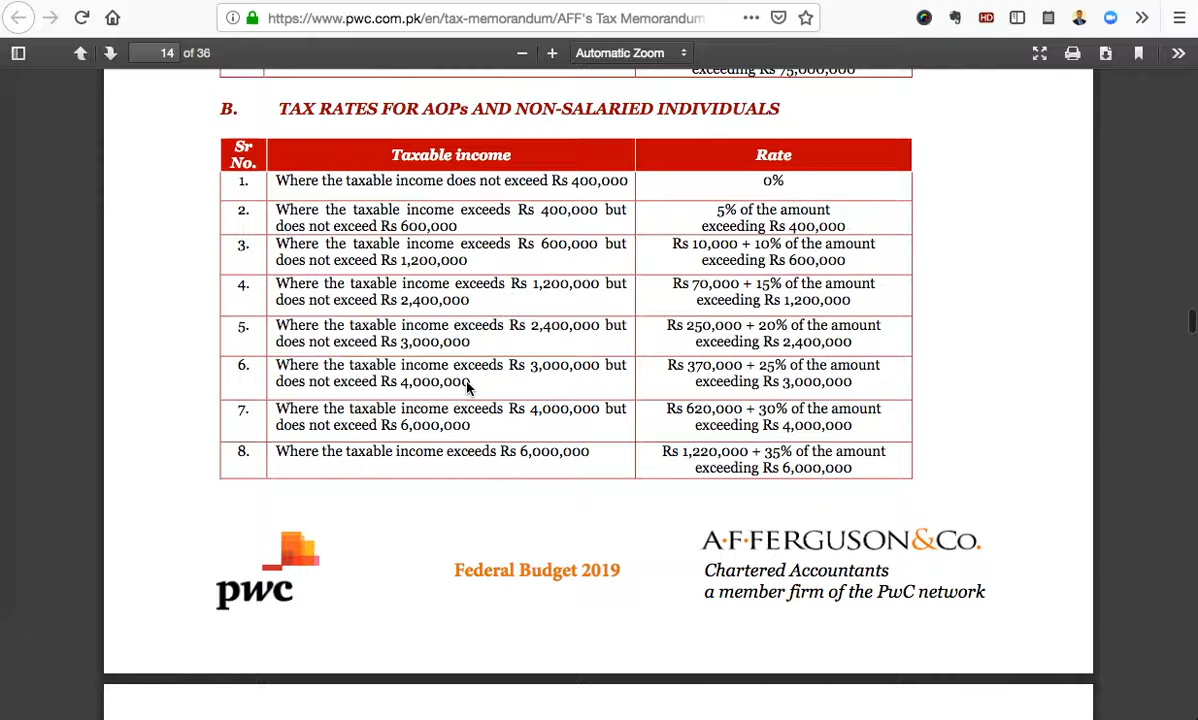 https://www.pwc.com.pk/en/tax-memorandum/AFF's Tax Memorandum
HD
14 of 36
Automatic Zoom
exceeding Rs 75,000,000
B. TAX RATES FOR AOPs AND NON-SALARIED INDIVIDUALS
Sr No. Taxable income Rate
1. Where the taxable income does not exceed Rs 400,000 0%
2. Where the taxable income exceeds Rs 400,000 but 5% of the amount
does not exceed Rs 600,000 exceeding Rs 400,000
3. Where the taxable income exceeds Rs 600,000 but Rs 10,000 + 10% of the amount
does not exceed Rs 1,200,000 exceeding Rs 600,000
4. Where the taxable income exceeds Rs 1,200,000 but Rs 70,000 + 15% of the amount
does not exceed Rs 2,400,000 exceeding Rs 1,200,000
5. Where the taxable income exceeds Rs 2,400,000 but Rs 250,000 + 20% of the amount
does not exceed Rs 3,000,000 exceeding Rs 2,400,000
6. Where the taxable income exceeds Rs 3,000,000 but Rs 370,000 + 25% of the amount
does not exceed Rs 4,000,000 exceeding Rs 3,000,000
7. Where the taxable income exceeds Rs 4,000,000 but Rs 620,000 + 30% of the amount
does not exceed Rs 6,000,000 exceeding Rs 4,000,000
8. Where the taxable income exceeds Rs 6,000,000 Rs 1,220,000 + 35% of the amount
exceeding Rs 6,000,000
pwc
Federal Budget 2019
A·F·FERGUSON&CO.
Chartered Accountants
a member firm of the PwC network